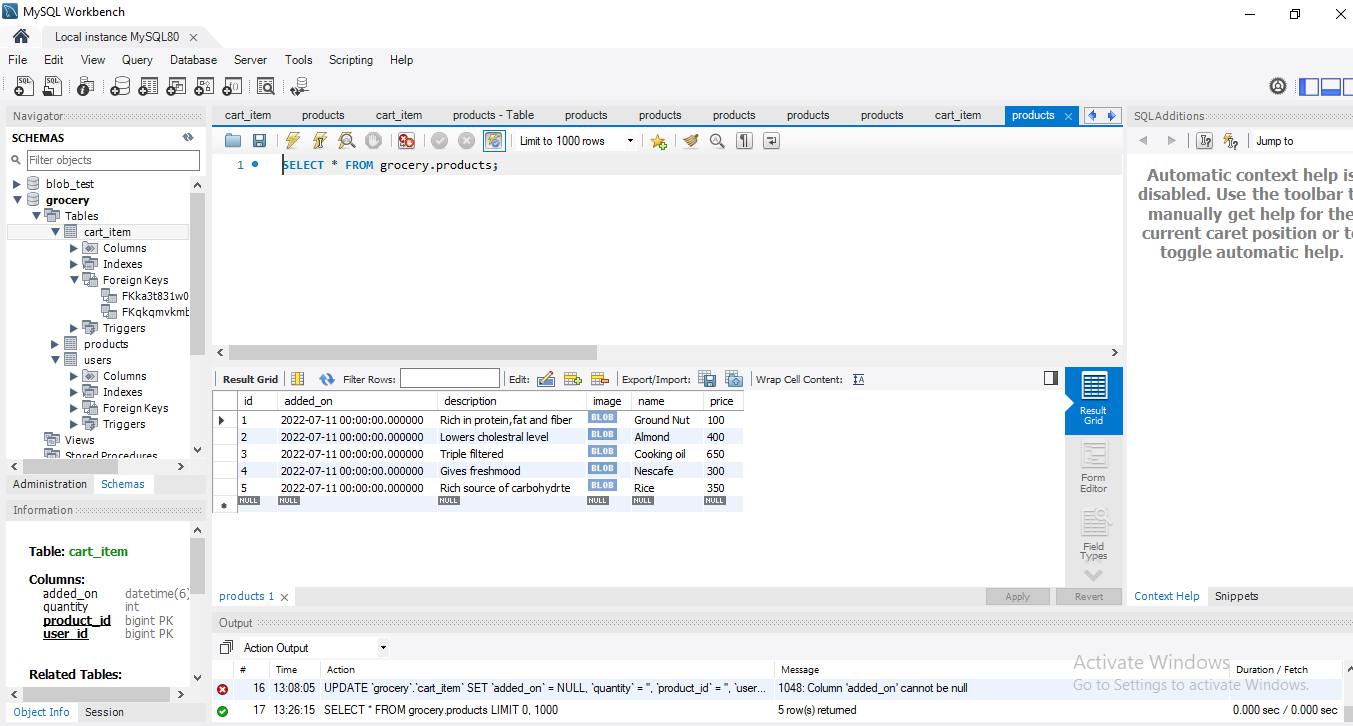 MySQL Workbench
Local instance MySQL80
File Edit View Query Database Server Tools Scripting Help
Navigator
SCHEMAS
Filter objects
blob_test
grocery
Tables
cart_item
Columns
Indexes
Foreign Keys
FKka3t831w0
FKqkqmvkmb
Triggers
products
users
Columns
Indexes
Foreign Keys
Triggers
Views
Stored Procedures
Administration Schemas
Information
Table: cart_item
Columns:
added_on datetime(6)
quantity int
product_id bigint PK
user_id bigint PK
Related Tables:
Object Info Session
cart_item products cart_item products - Table products products products products products cart_item products
Limit to 1000 rows
1 SELECT * FROM grocery.products;
Result Grid Filter Rows: Edit: Export/Import: Wrap Cell Content:
id added_on description image name price
1 2022-07-11 00:00:00.000000 Rich in protein,fat and fiber BLOB Ground Nut 100
2 2022-07-11 00:00:00.000000 Lowers cholestral level BLOB Almond 400
3 2022-07-11 00:00:00.000000 Triple filtered BLOB Cooking oil 650
4 2022-07-11 00:00:00.000000 Gives freshmood BLOB Nescafe 300
5 2022-07-11 00:00:00.000000 Rich source of carbohydrte BLOB Rice 350
NULL NULL NULL NULL NULL NULL
Result
Grid
Form
Editor
Field
Types
products 1
Apply Revert
SQLAdditions
Jump to
Automatic context help is
disabled. Use the toolbar t
manually get help for the
current caret position or to
toggle automatic help.
Context Help Snippets
Output
Action Output
# Time Action Message Duration / Fetch
16 13:08:05 UPDATE `grocery`.`cart_item` SET `added_on` = NULL, `quantity` = '', `product_id` = '', `user... 1048: Column 'added_on' cannot be null
17 13:26:15 SELECT * FROM grocery.products LIMIT 0, 1000 5 row(s) returned 0.000 sec / 0.000 sec
Activate Windows
Go to Settings to activate Windows.